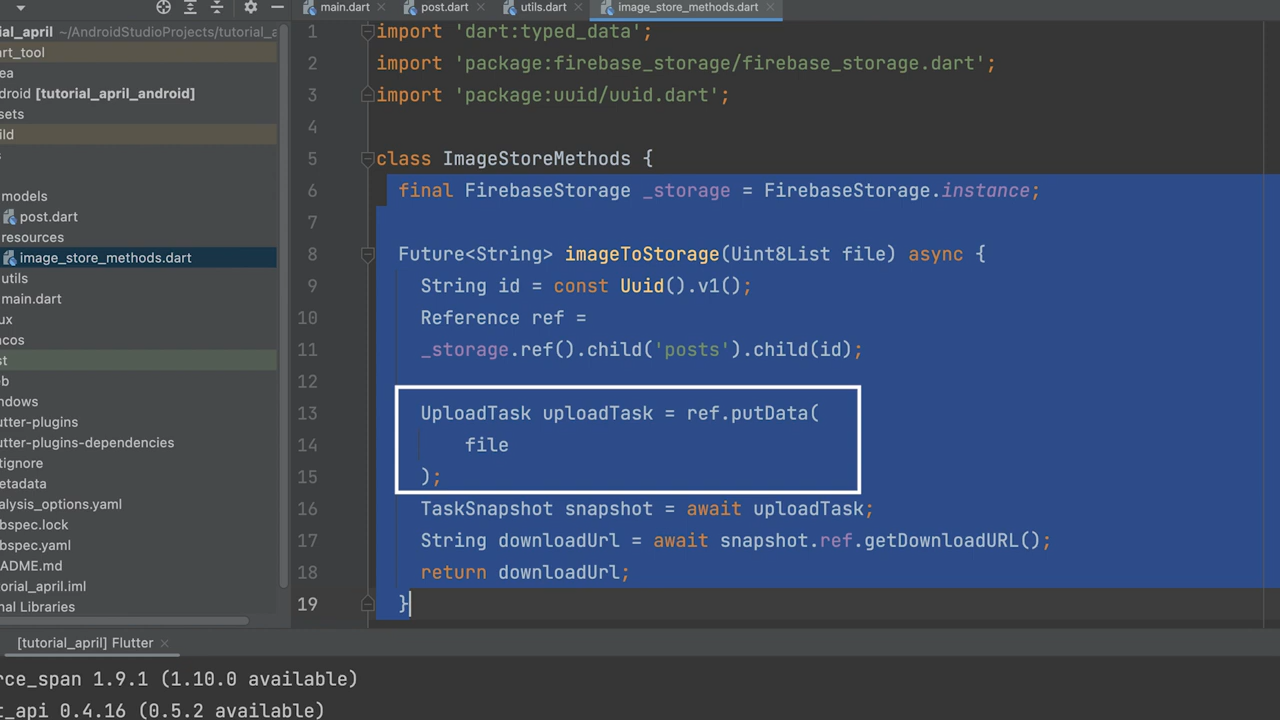 main.dart
post.dart
utils.dart
image_store_methods.dart
ial_april ~/AndroidStudioProjects/tutorial_a
art_tool
ea
droid [tutorial_april_android]
sets
ild
s
models
post.dart
resources
image_store_methods.dart
utils
main.dart
ux
cos
st
b
ndows
utter-plugins
utter-plugins-dependencies
tignore
etadata
alysis_options.yaml
bspec.lock
bspec.yaml
ADME.md
torial_april.iml
nal Libraries
1 import 'dart:typed_data';
2 import 'package:firebase_storage/firebase_storage.dart';
3 import 'package:uuid/uuid.dart';
4
5 class ImageStoreMethods {
6 final FirebaseStorage _storage = FirebaseStorage.instance;
7
8 Future<String> imageToStorage(Uint8List file) async {
9 String id = const Uuid().v1();
10 Reference ref =
11 _storage.ref().child('posts').child(id);
12
13 UploadTask uploadTask = ref.putData(
14 file
15 );
16 TaskSnapshot snapshot = await uploadTask;
17 String downloadUrl = await snapshot.ref.getDownloadURL();
18 return downloadUrl;
19 }
[tutorial_april] Flutter
rce_span 1.9.1 (1.10.0 available)
t_api 0.4.16 (0.5.2 available)